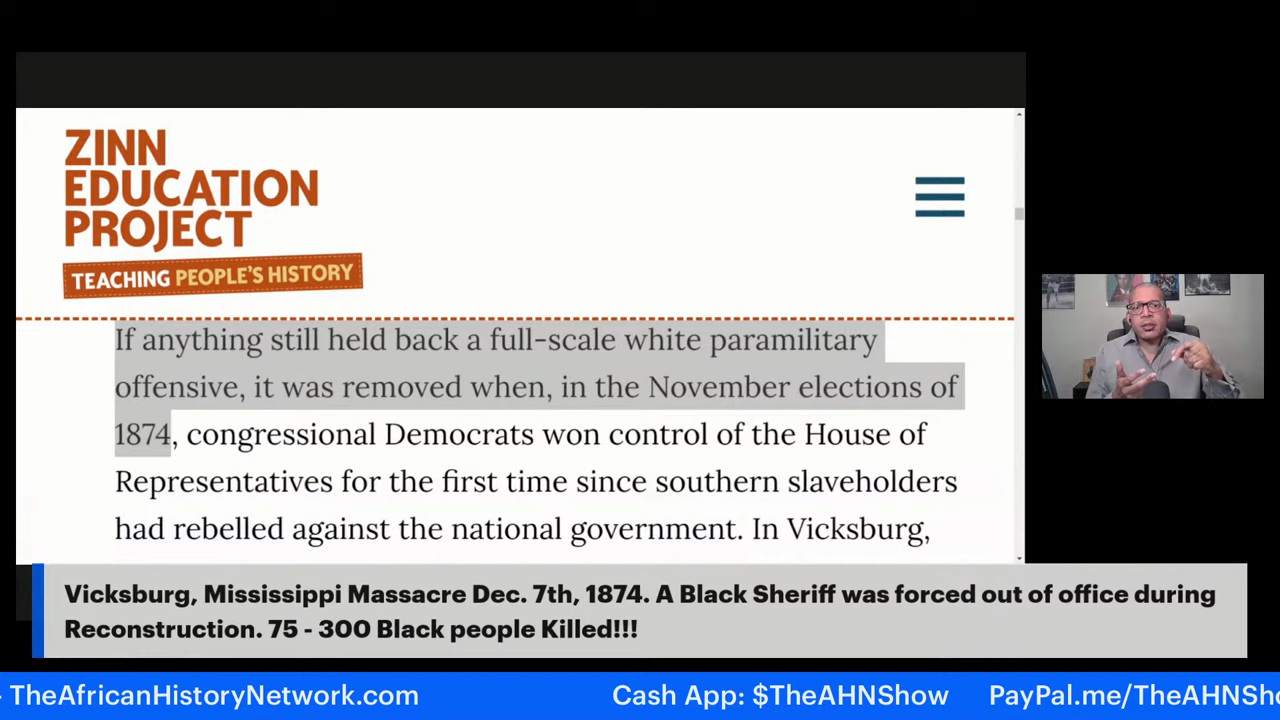 ZINN
EDUCATION
PROJECT
TEACHING PEOPLE'S HISTORY
If anything still held back a full-scale white paramilitary
offensive, it was removed when, in the November elections of
1874, congressional Democrats won control of the House of
Representatives for the first time since southern slaveholders
had rebelled against the national government. In Vicksburg,
Vicksburg, Mississippi Massacre Dec. 7th, 1874. A Black Sheriff was forced out of office during
Reconstruction. 75 - 300 Black people Killed!!!
- TheAfricanHistoryNetwork.com Cash App: $TheAHNShow PayPal.me/TheAHNSho